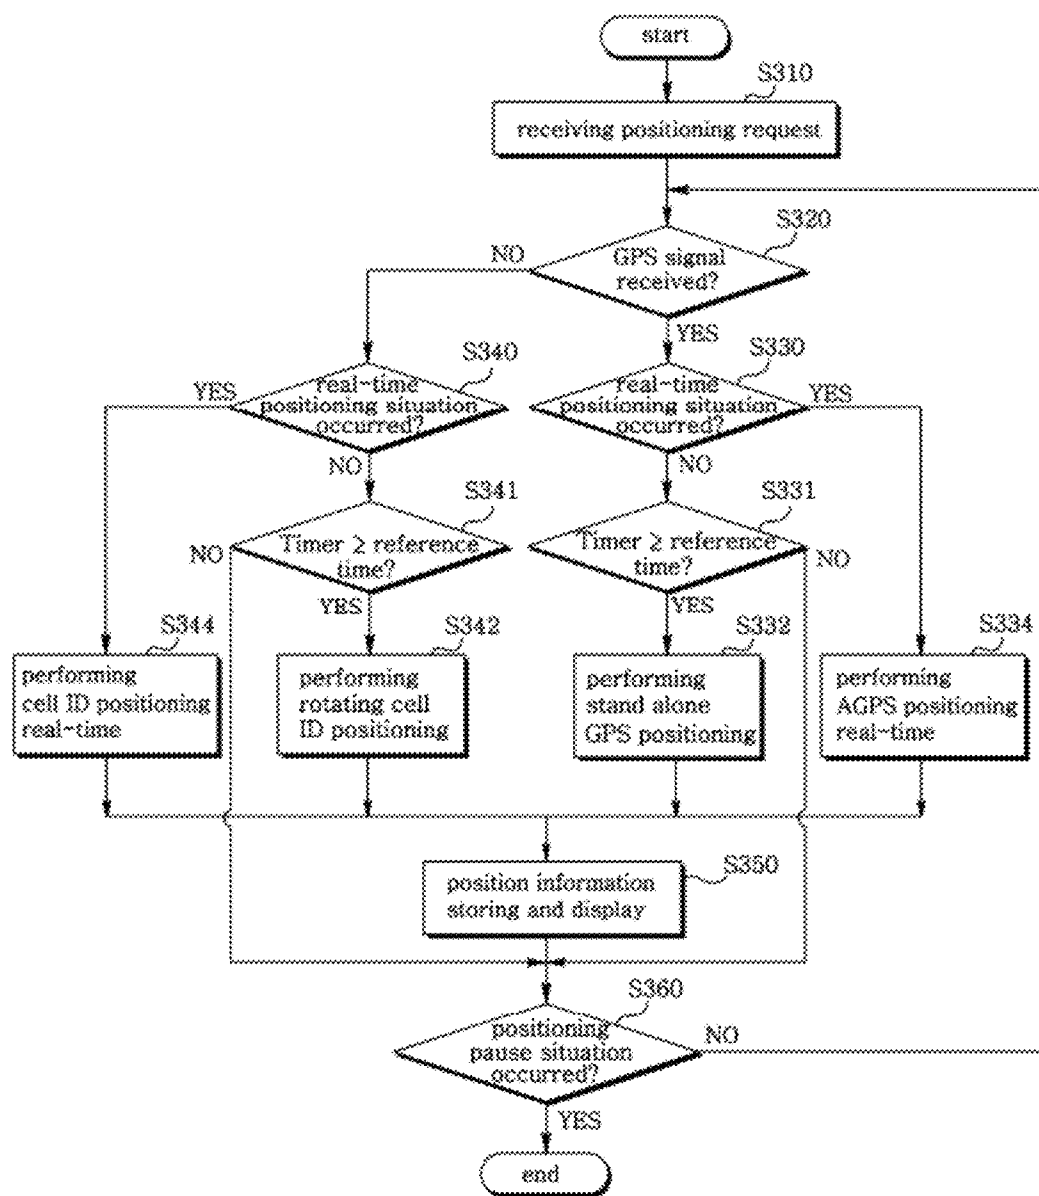 start
S310
receiving positioning request
S320
NO
GPS signal
received?
YES
S340
S330
YES
real-time
positioning situation
occurred?
real-time
positioning situation
occurred?
YES
NO
NO
S341
S331
NO
Timer ≥ reference
time?
Timer ≥ reference
time?
NO
YES
YES
S344
S342
S332
S334
performing
cell ID positioning
real-time
performing
rotating cell
ID positioning
performing
stand alone
GPS positioning
performing
AGPS positioning
real-time
S350
position information
storing and display
S360
positioning
pause situation
occurred?
NO
YES
end